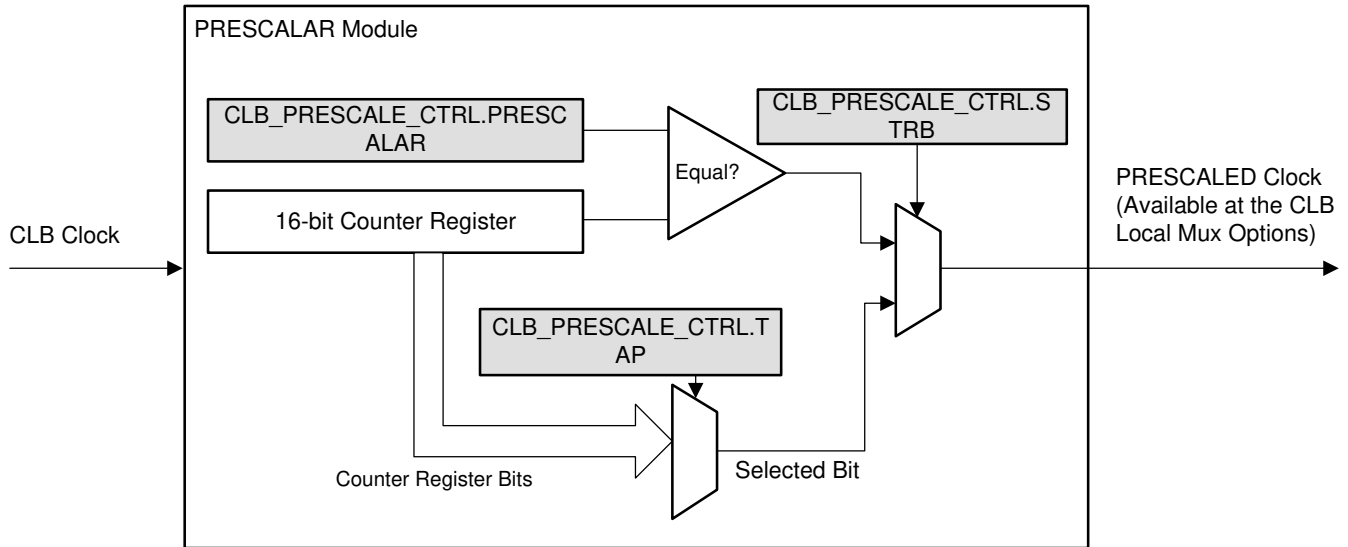 PRESCALAR Module
CLB_PRESCALE_CTRL.PRESC
ALAR
CLB_PRESCALE_CTRL.S
TRB
Equal?
16-bit Counter Register
CLB Clock
PRESCALED Clock
(Available at the CLB
Local Mux Options)
CLB_PRESCALE_CTRL.T
AP
Counter Register Bits
Selected Bit